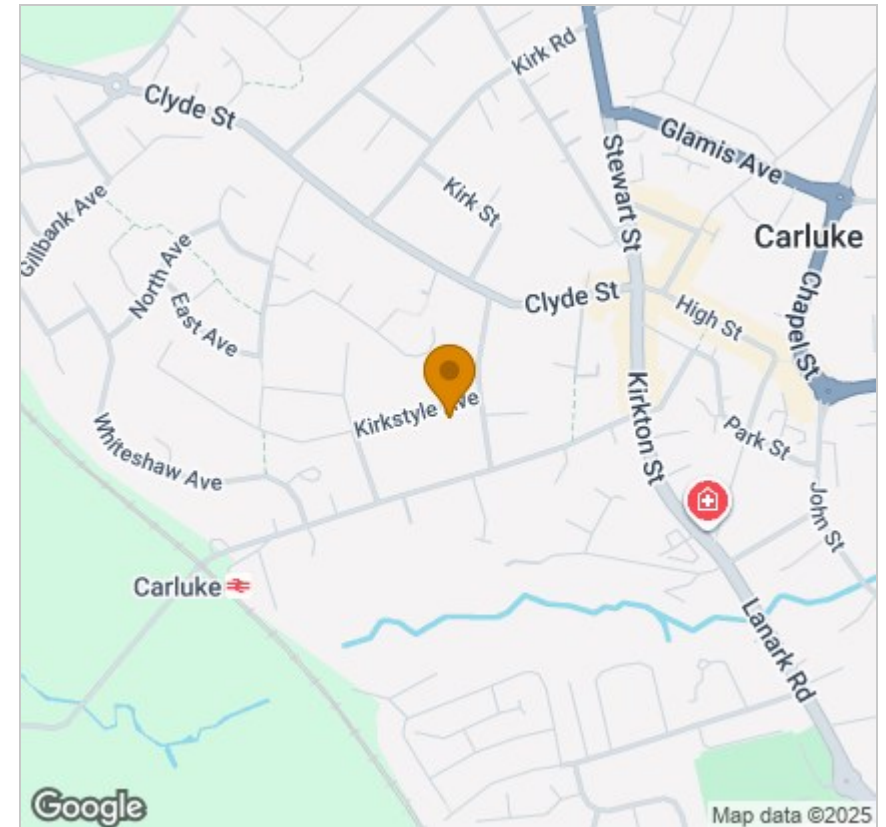 Kirk Rd
Clyde St
Glamis Ave
Stewart St
Kirk St
Carluke
Gillbank Ave
North Ave
East Ave
Clyde St
High St
Chapel St
Kirkstyle Ave
Kirkton St
Park St
Whiteshaw Ave
John St
Carluke
Lanark Rd
Google
Map data ©2025